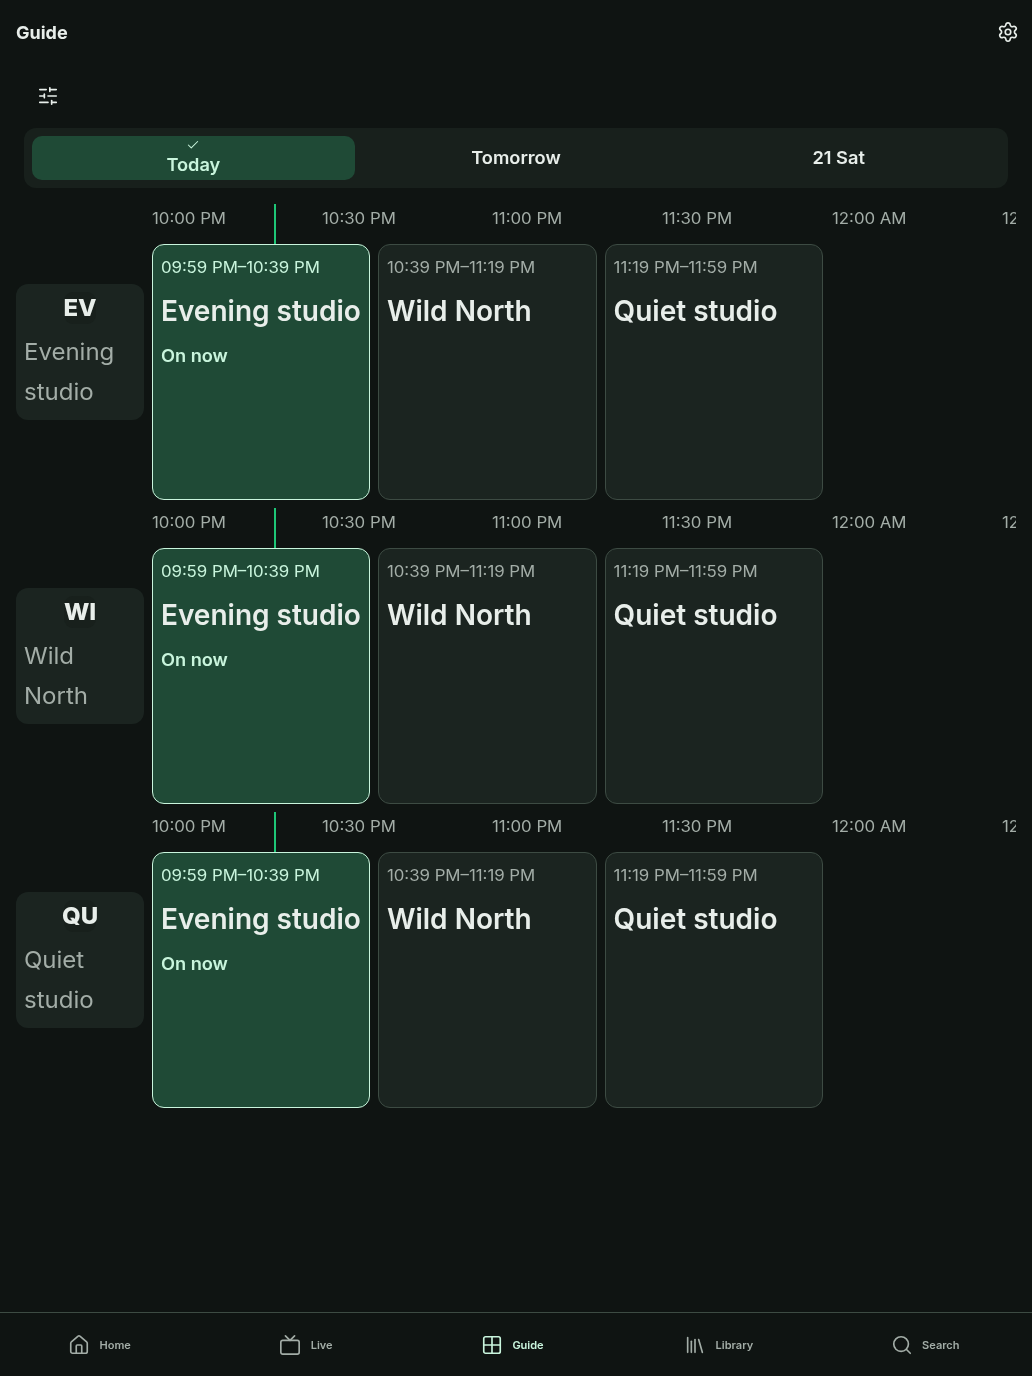 Guide
Today
Tomorrow
21 Sat
10:00 PM
10:30 PM
11:00 PM
11:30 PM
12:00 AM
12
EV
Evening
studio
09:59 PM–10:39 PM
Evening studio
On now
10:39 PM–11:19 PM
Wild North
11:19 PM–11:59 PM
Quiet studio
10:00 PM
10:30 PM
11:00 PM
11:30 PM
12:00 AM
12
WI
Wild
North
09:59 PM–10:39 PM
Evening studio
On now
10:39 PM–11:19 PM
Wild North
11:19 PM–11:59 PM
Quiet studio
10:00 PM
10:30 PM
11:00 PM
11:30 PM
12:00 AM
12
QU
Quiet
studio
09:59 PM–10:39 PM
Evening studio
On now
10:39 PM–11:19 PM
Wild North
11:19 PM–11:59 PM
Quiet studio
Home
Live
Guide
Library
Search